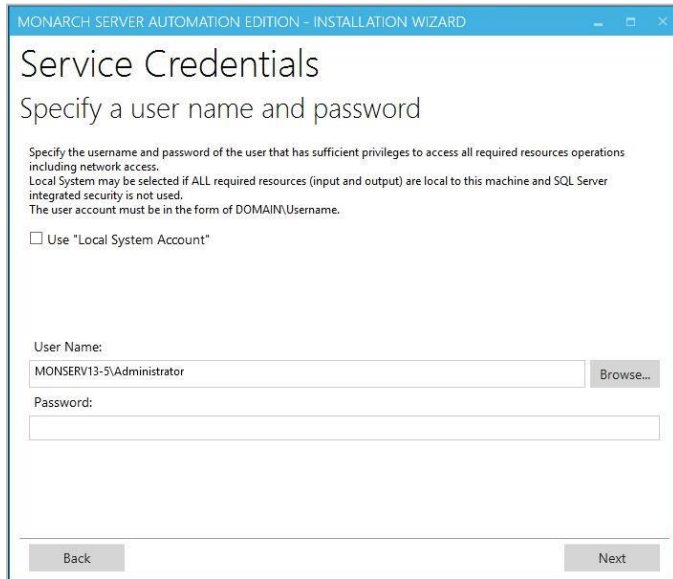 MONARCH SERVER AUTOMATION EDITION - INSTALLATION WIZARD
Service Credentials
Specify a user name and password
Specify the username and password of the user that has sufficient privileges to access all required resources operations
including network access.
Local System may be selected if ALL required resources (input and output) are local to this machine and SQL Server
integrated security is not used.
The user account must be in the form of DOMAIN\Username.
Use "Local System Account"
User Name:
MONSERV13-5\Administrator
Browse...
Password:
Back
Next